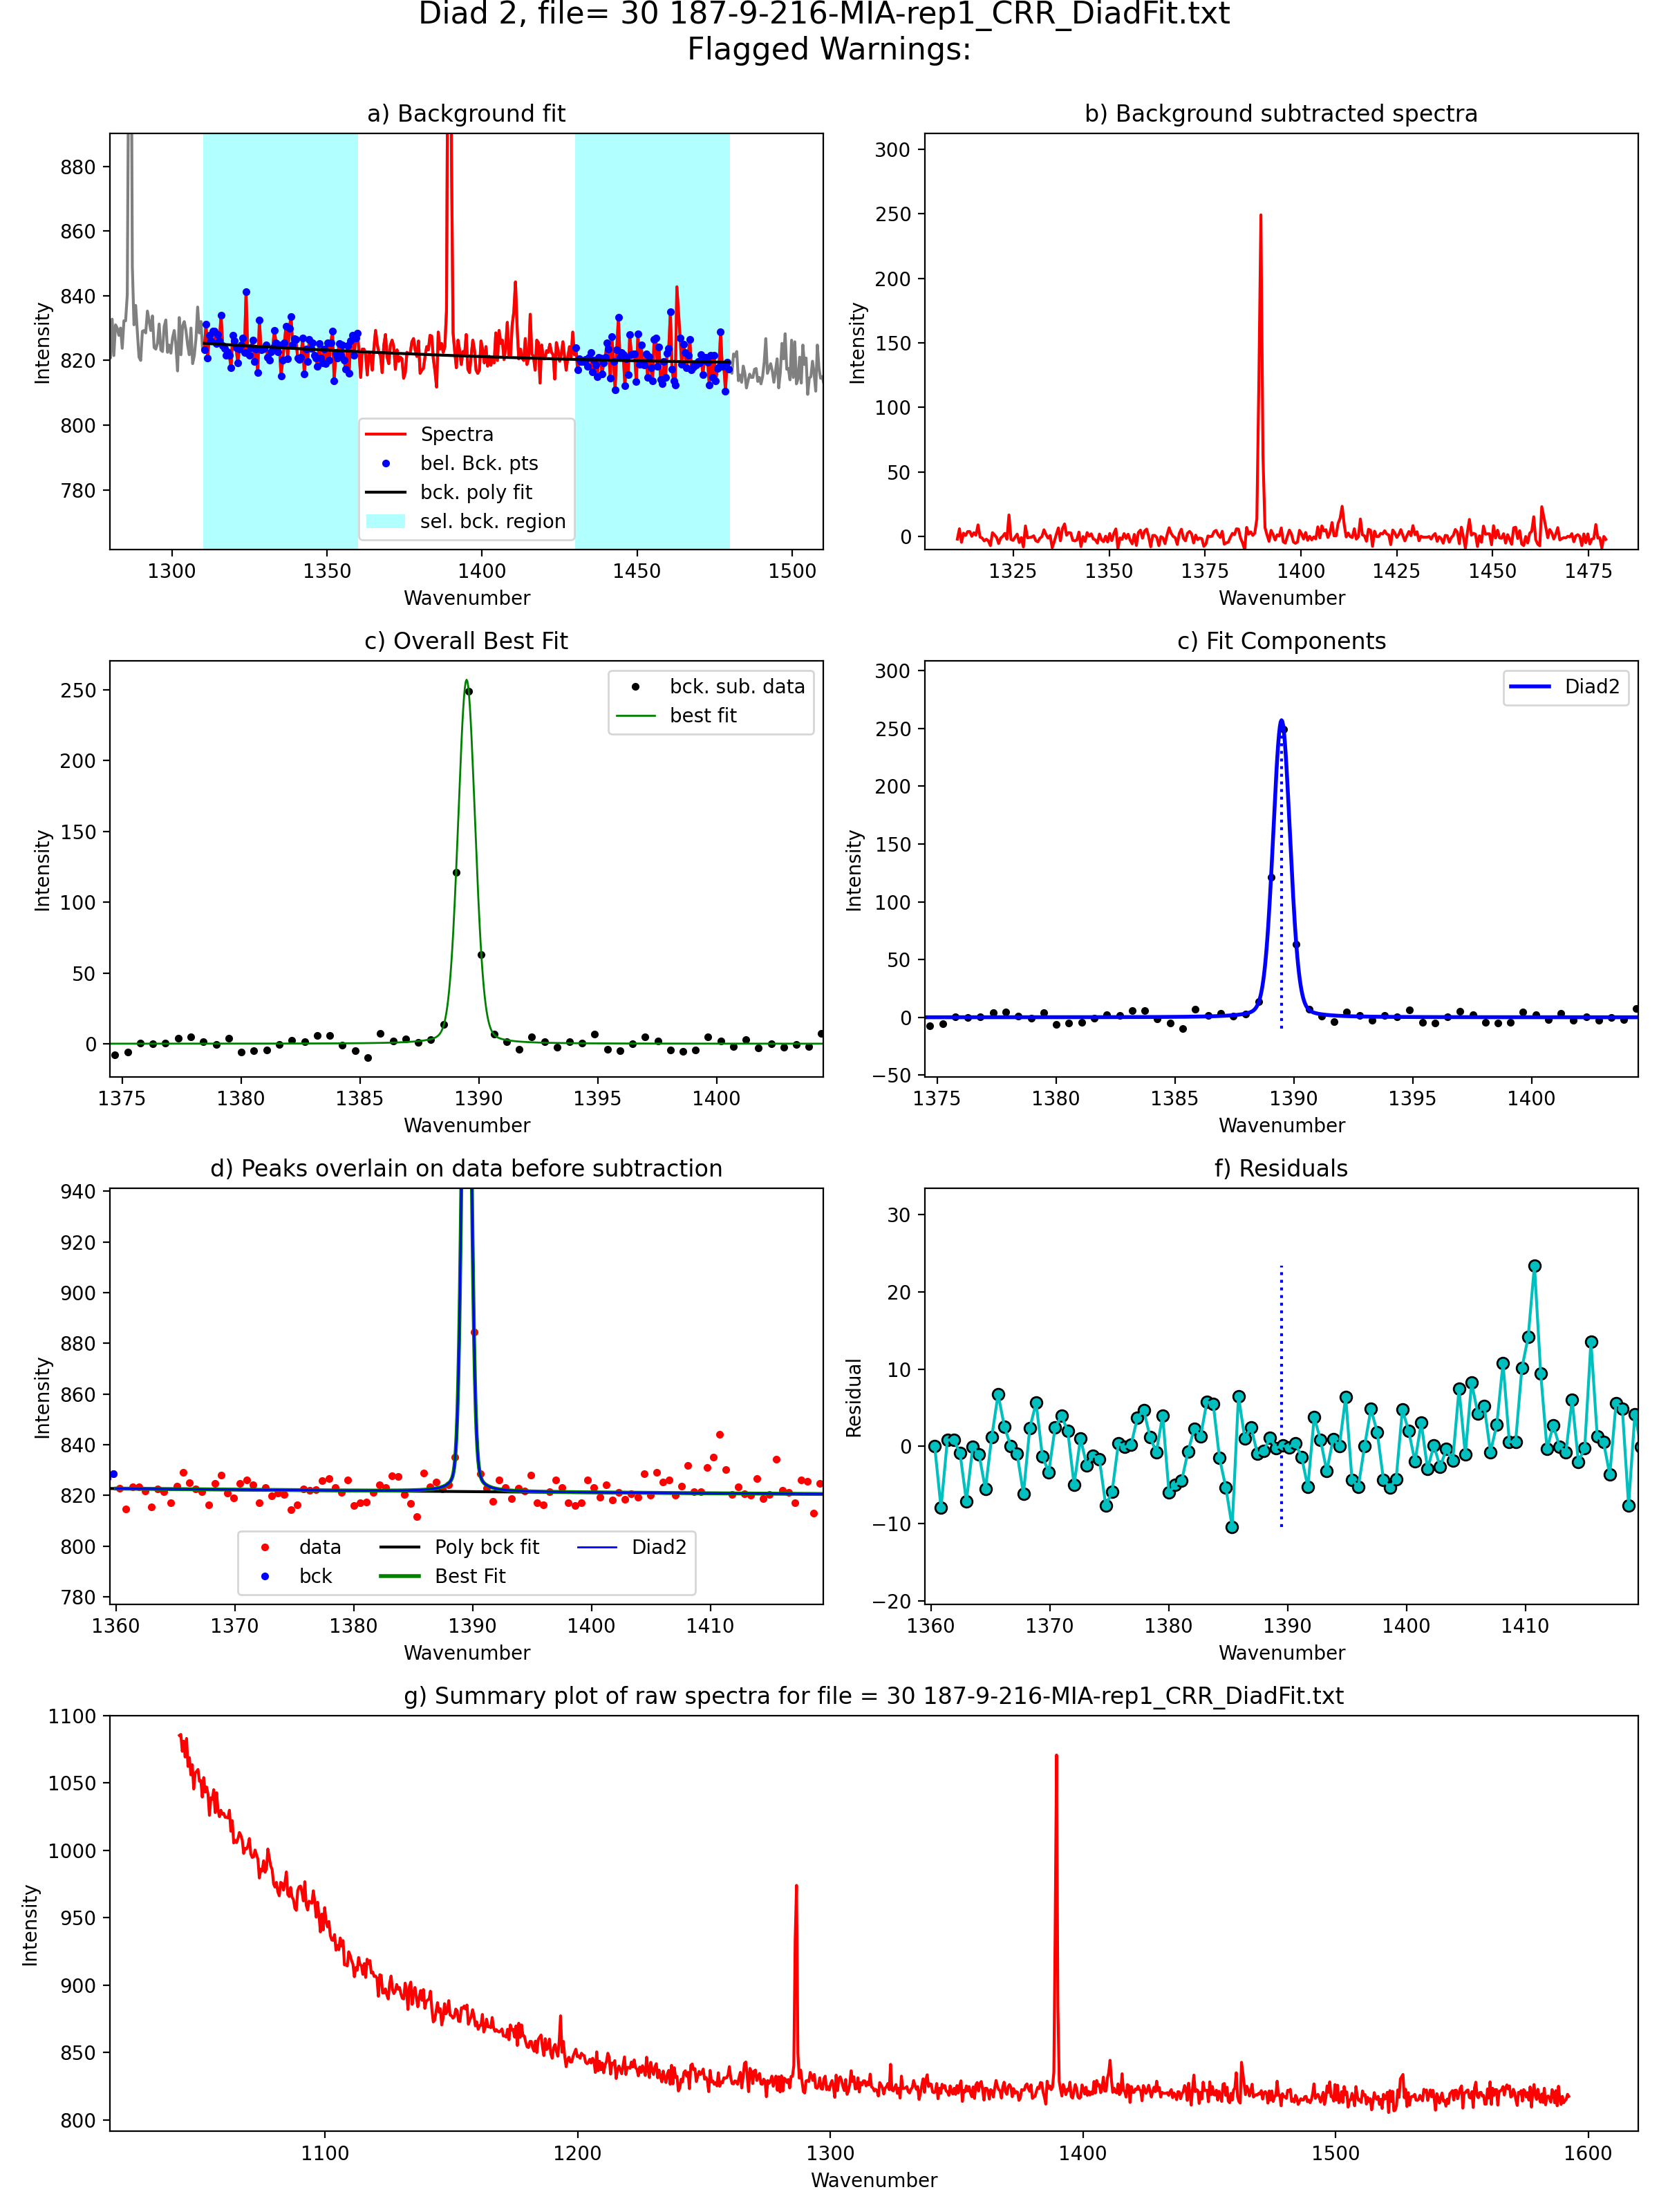 Diad 2, file= 30 187-9-216-MIA-rep1_CRR_DiadFit.txt
Flagged Warnings:
a) Background fit
880
860
840
820
800
780
Intensity
Spectra
bel. Bck. pts
bck. poly fit
sel. bck. region
1300 1350 1400 1450 1500
Wavenumber
b) Background subtracted spectra
300
250
200
150
100
50
0
Intensity
1325 1350 1375 1400 1425 1450 1475
Wavenumber
c) Overall Best Fit
250
200
150
100
50
0
Intensity
bck. sub. data
best fit
1375 1380 1385 1390 1395 1400
Wavenumber
c) Fit Components
300
250
200
150
100
50
0
−50
Intensity
Diad2
1375 1380 1385 1390 1395 1400
Wavenumber
d) Peaks overlain on data before subtraction
940
920
900
880
860
840
820
800
780
Intensity
data
bck
Poly bck fit
Best Fit
Diad2
1360 1370 1380 1390 1400 1410
Wavenumber
f) Residuals
30
20
10
0
−10
−20
Residual
1360 1370 1380 1390 1400 1410
Wavenumber
g) Summary plot of raw spectra for file = 30 187-9-216-MIA-rep1_CRR_DiadFit.txt
1100
1050
1000
950
900
850
800
Intensity
1100 1200 1300 1400 1500 1600
Wavenumber